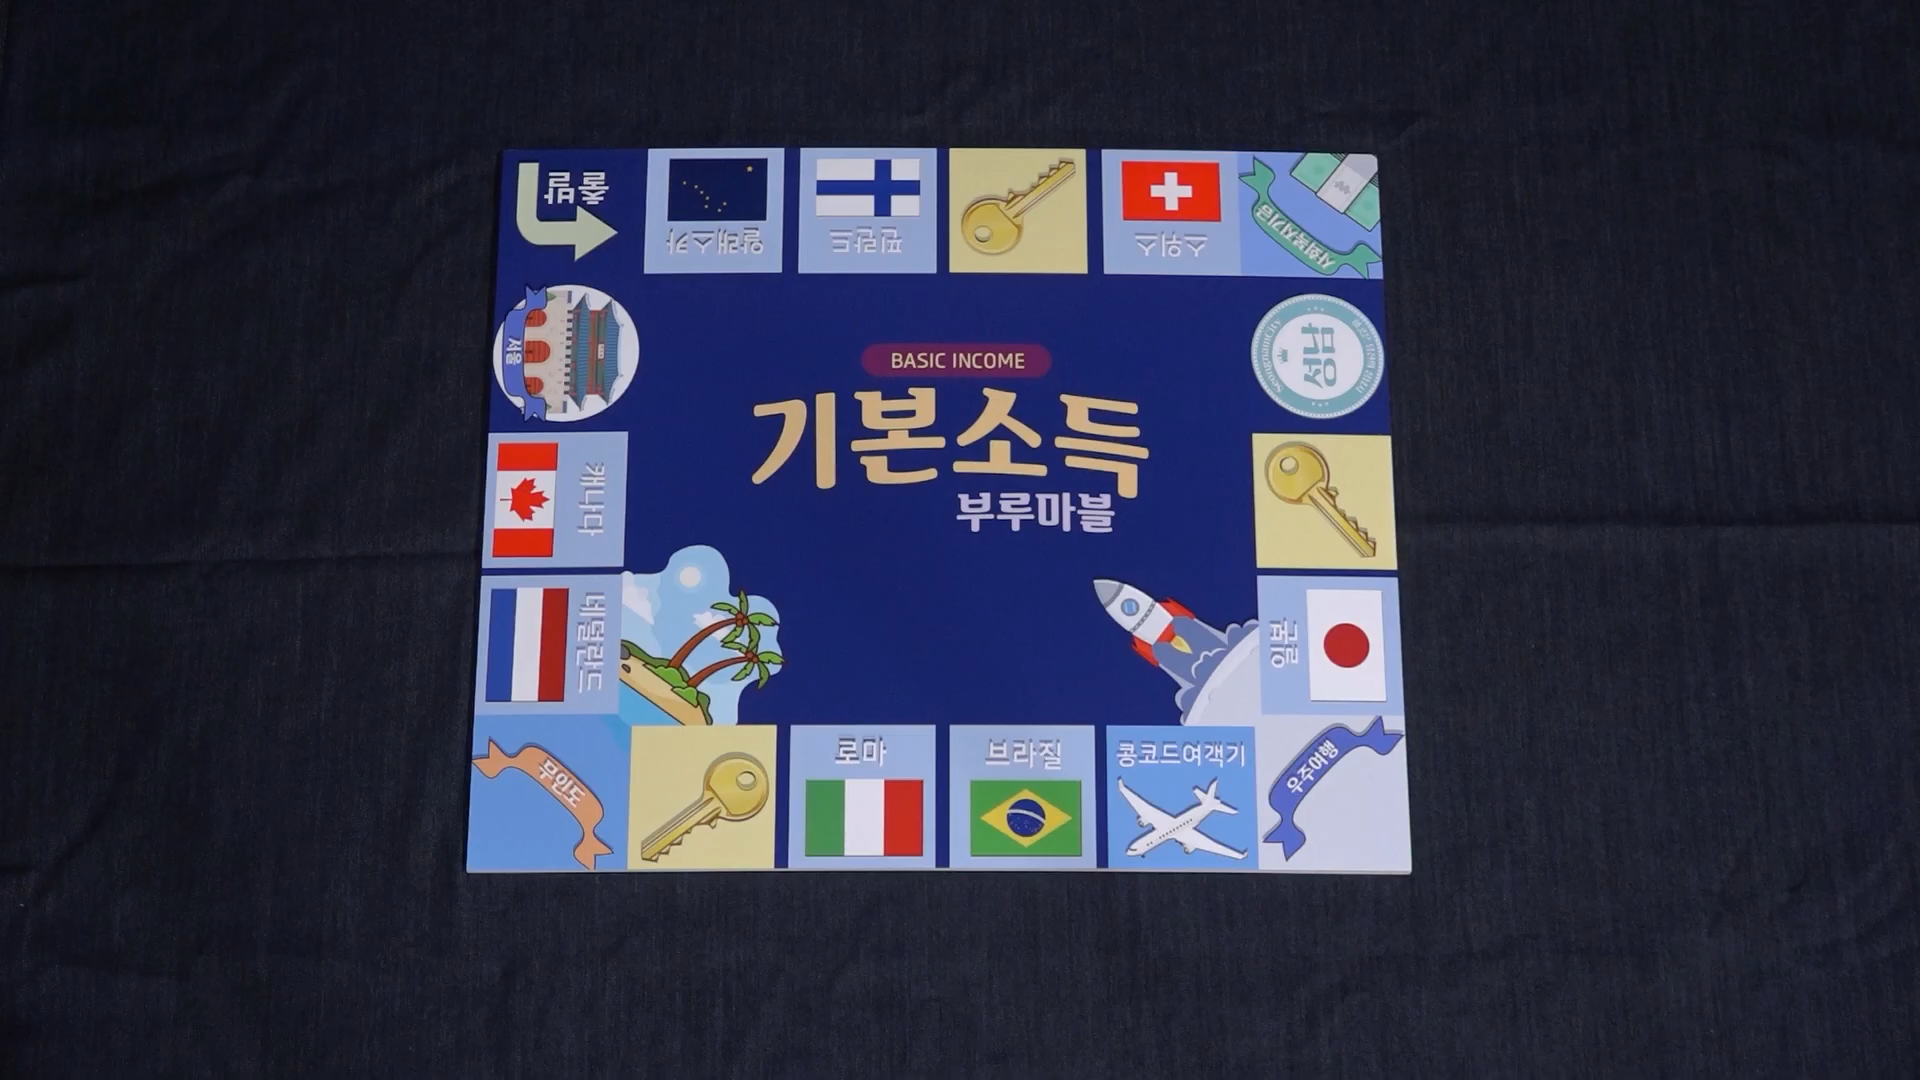 출발
알래스카
핀란드
스위스
사회복지기금
서울
BASIC INCOME
기본소득
부루마블
성남
SeongnamCity
캐나다
네덜란드
일본
무인도
로마
브라질
콩코드여객기
우주여행